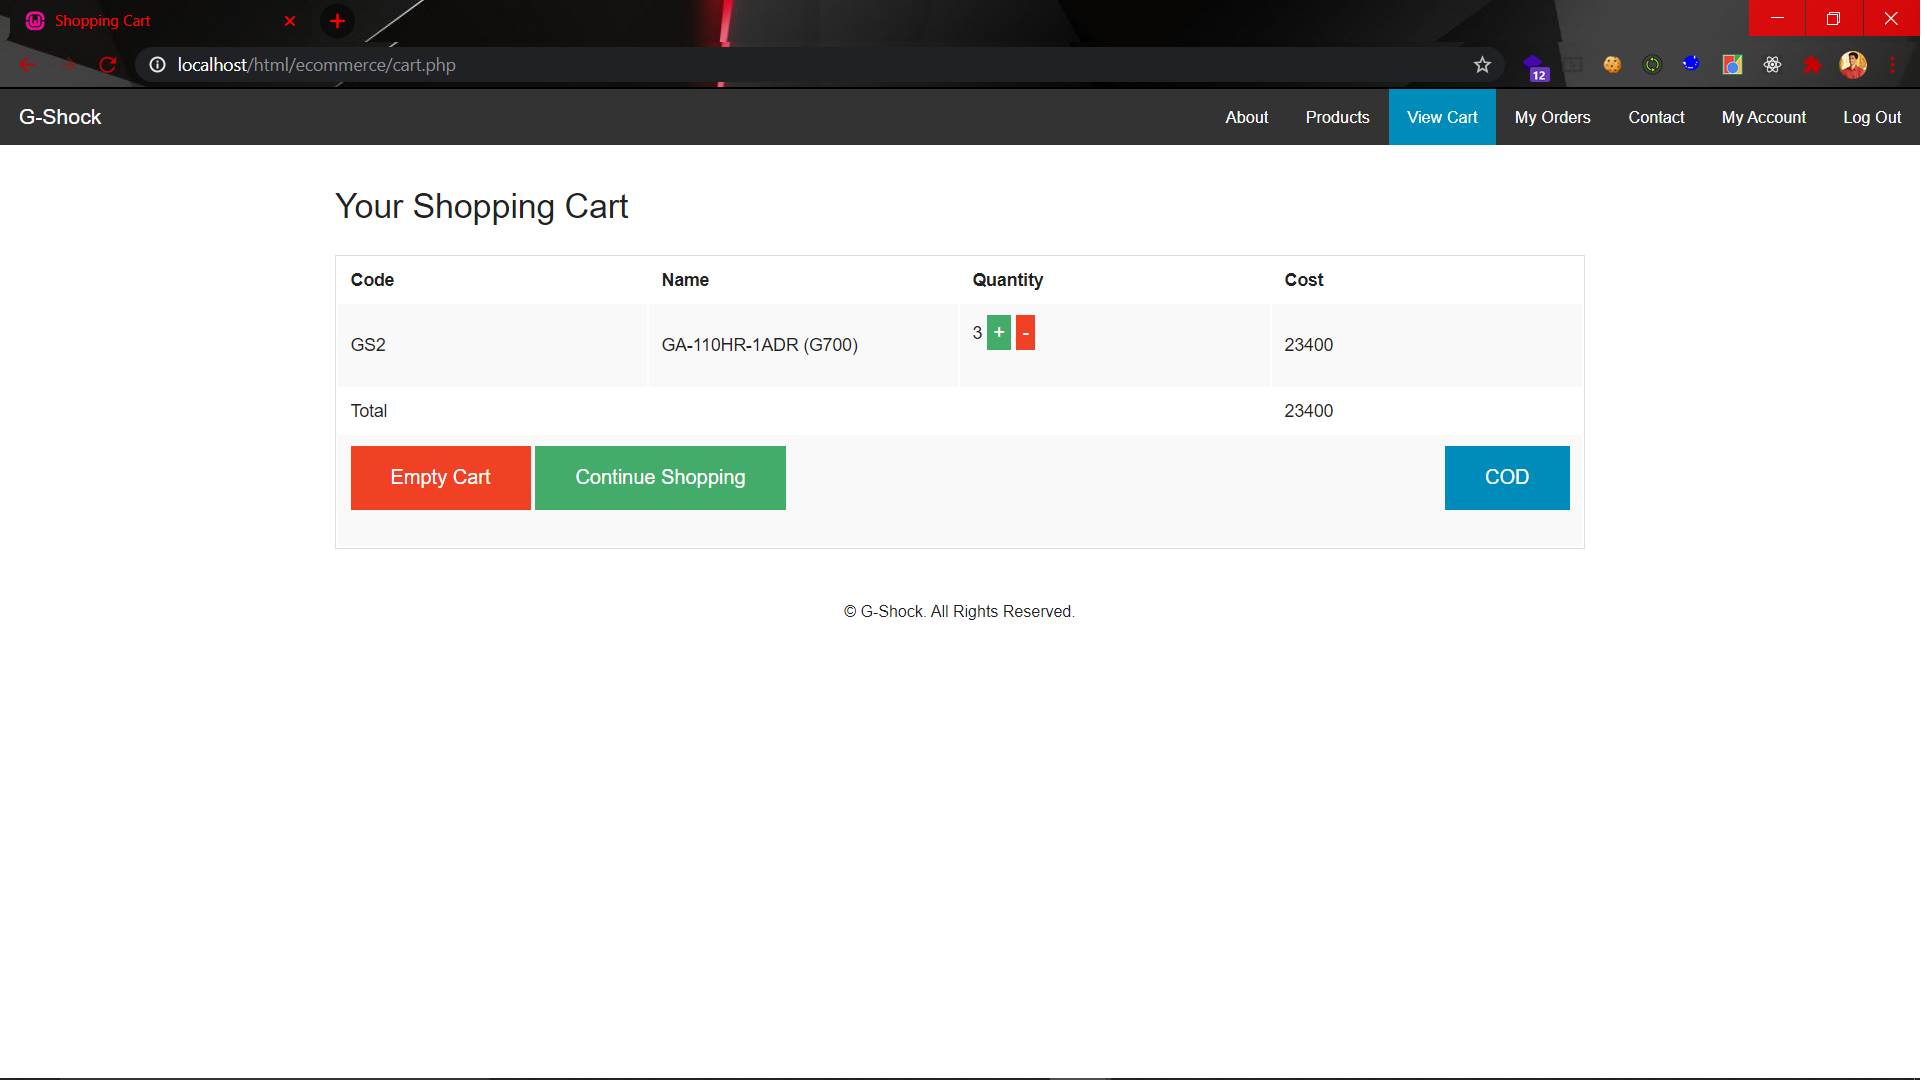 Shopping Cart
localhost/html/ecommerce/cart.php
12
G-Shock About Products View Cart My Orders Contact My Account Log Out
Your Shopping Cart
Code Name Quantity Cost
GS2 GA-110HR-1ADR (G700) 3 + - 23400
Total 23400
Empty Cart Continue Shopping COD
© G-Shock. All Rights Reserved.